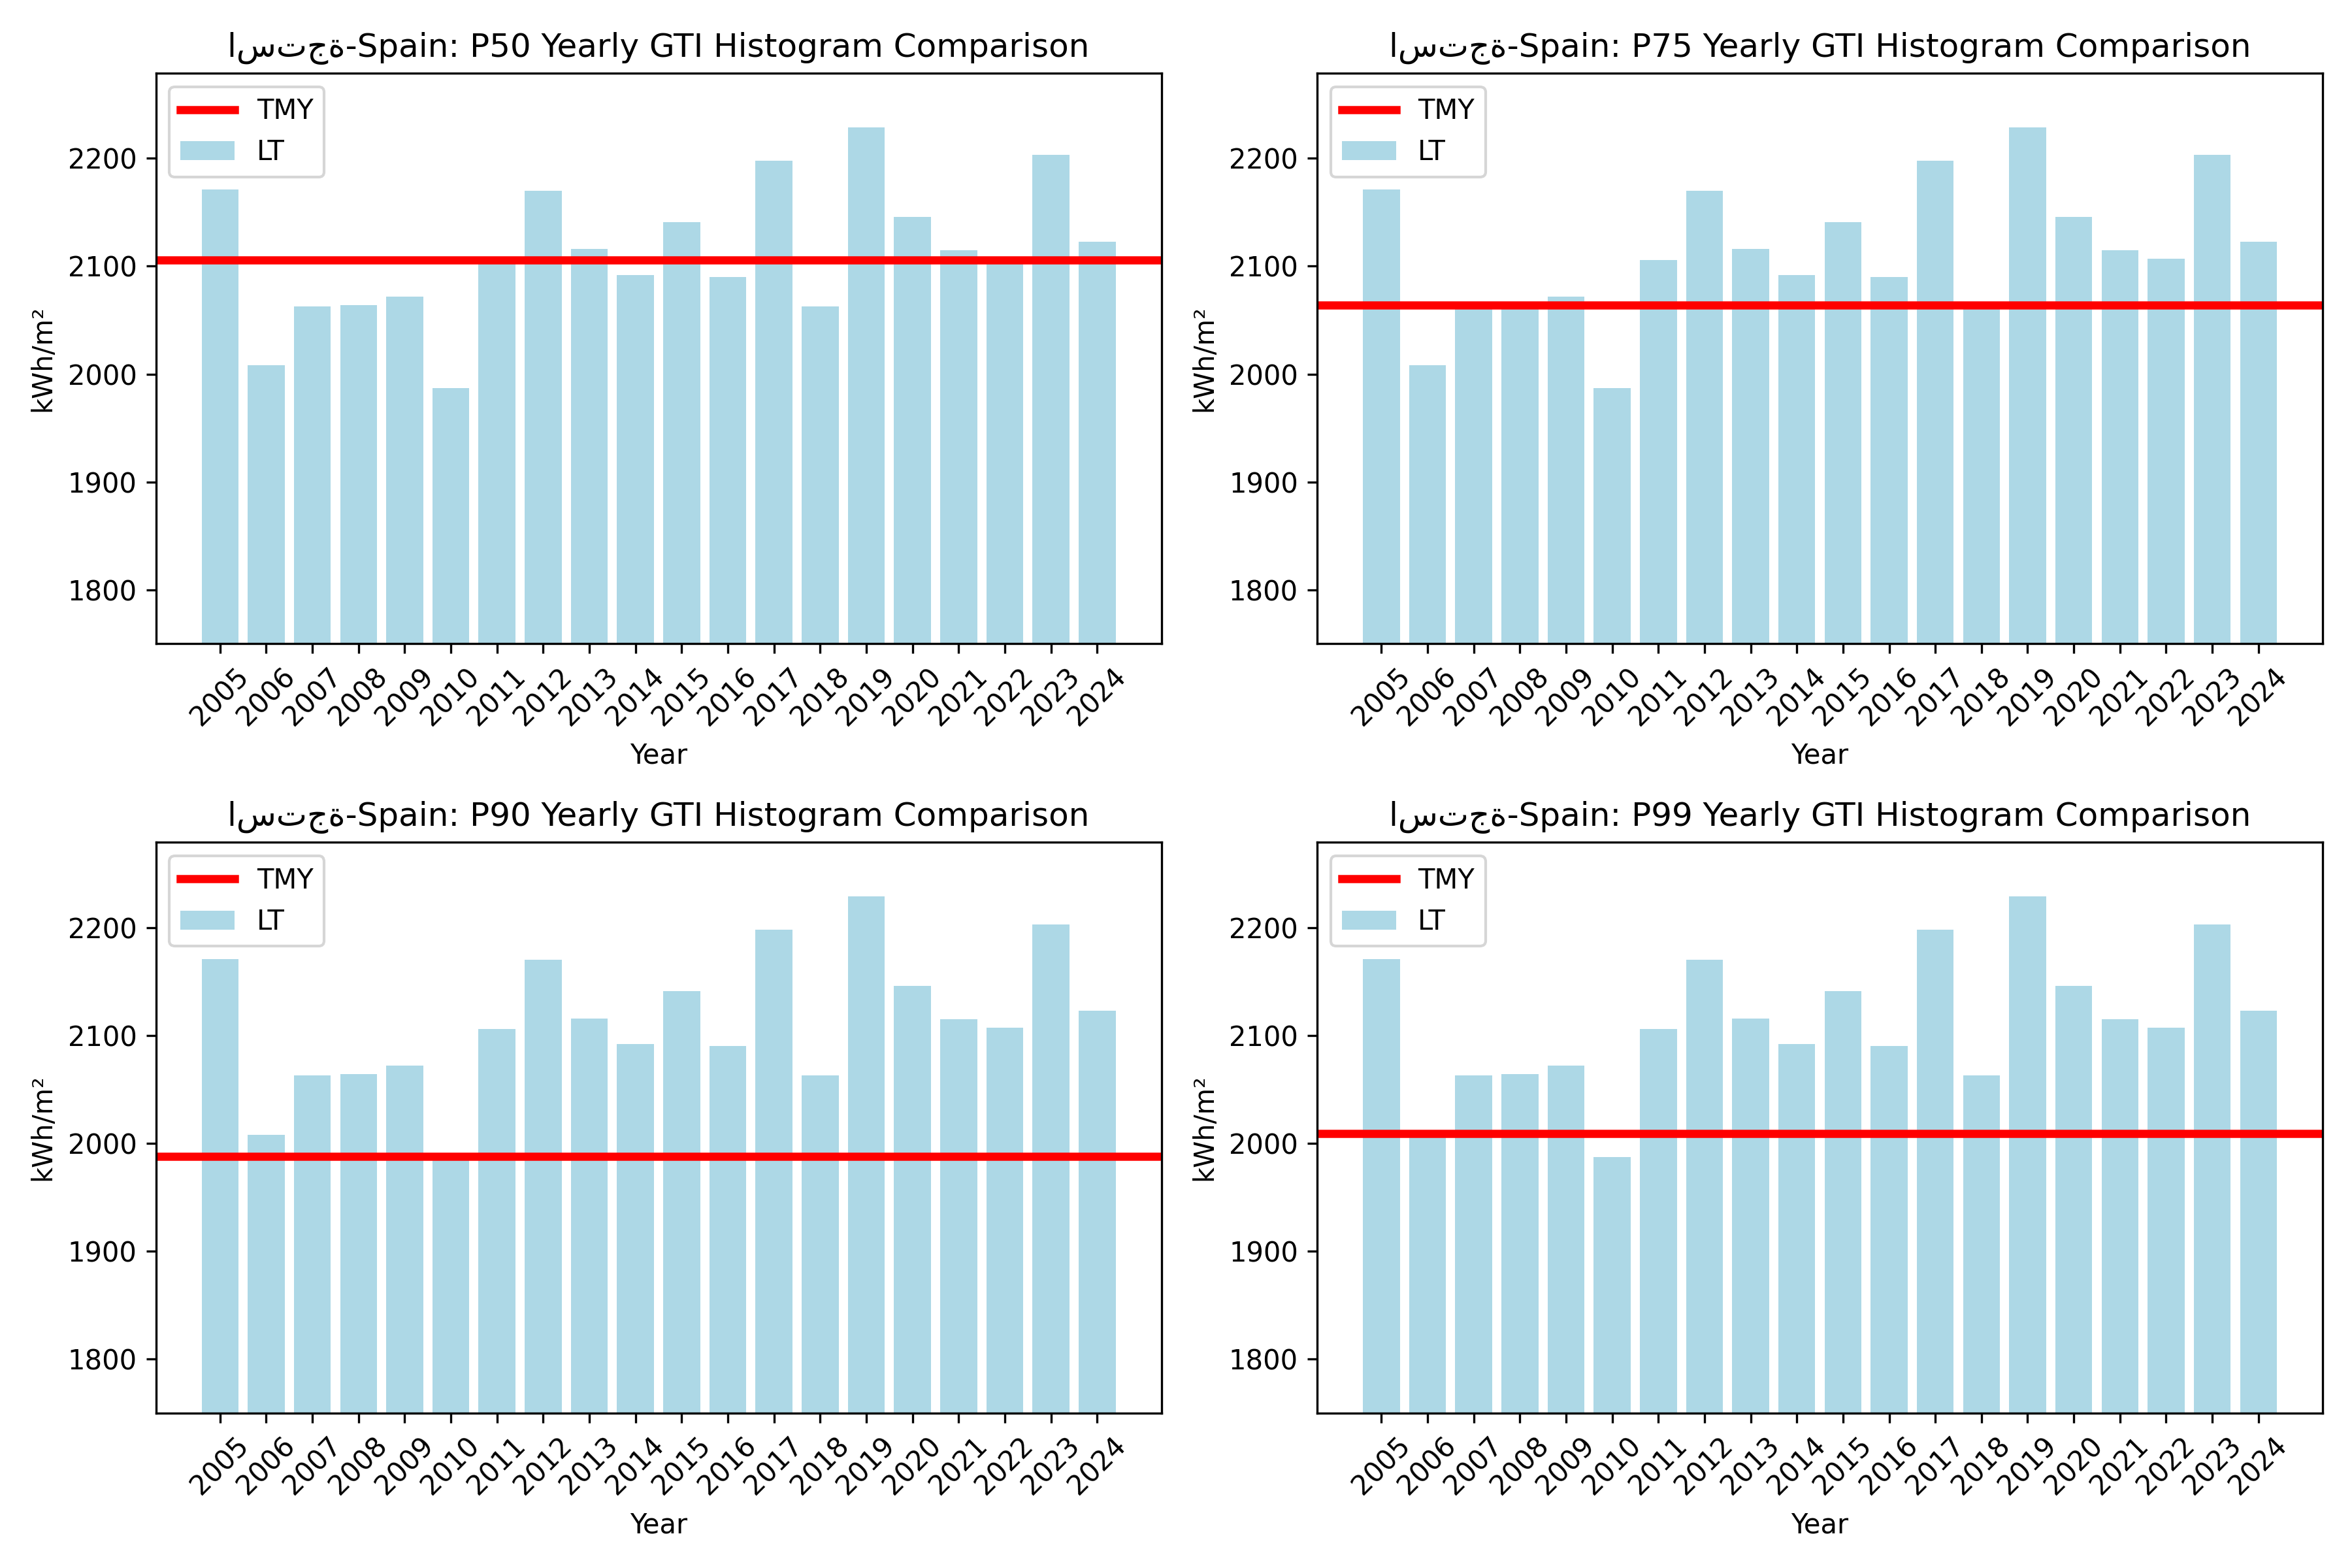 استجة-Spain: P50 Yearly GTI Histogram Comparison
TMY
LT
kWh/m²
2200
2100
2000
1900
1800
2005 2006 2007 2008 2009 2010 2011 2012 2013 2014 2015 2016 2017 2018 2019 2020 2021 2022 2023 2024
Year
استجة-Spain: P75 Yearly GTI Histogram Comparison
TMY
LT
kWh/m²
2200
2100
2000
1900
1800
2005 2006 2007 2008 2009 2010 2011 2012 2013 2014 2015 2016 2017 2018 2019 2020 2021 2022 2023 2024
Year
استجة-Spain: P90 Yearly GTI Histogram Comparison
TMY
LT
kWh/m²
2200
2100
2000
1900
1800
2005 2006 2007 2008 2009 2010 2011 2012 2013 2014 2015 2016 2017 2018 2019 2020 2021 2022 2023 2024
Year
استجة-Spain: P99 Yearly GTI Histogram Comparison
TMY
LT
kWh/m²
2200
2100
2000
1900
1800
2005 2006 2007 2008 2009 2010 2011 2012 2013 2014 2015 2016 2017 2018 2019 2020 2021 2022 2023 2024
Year